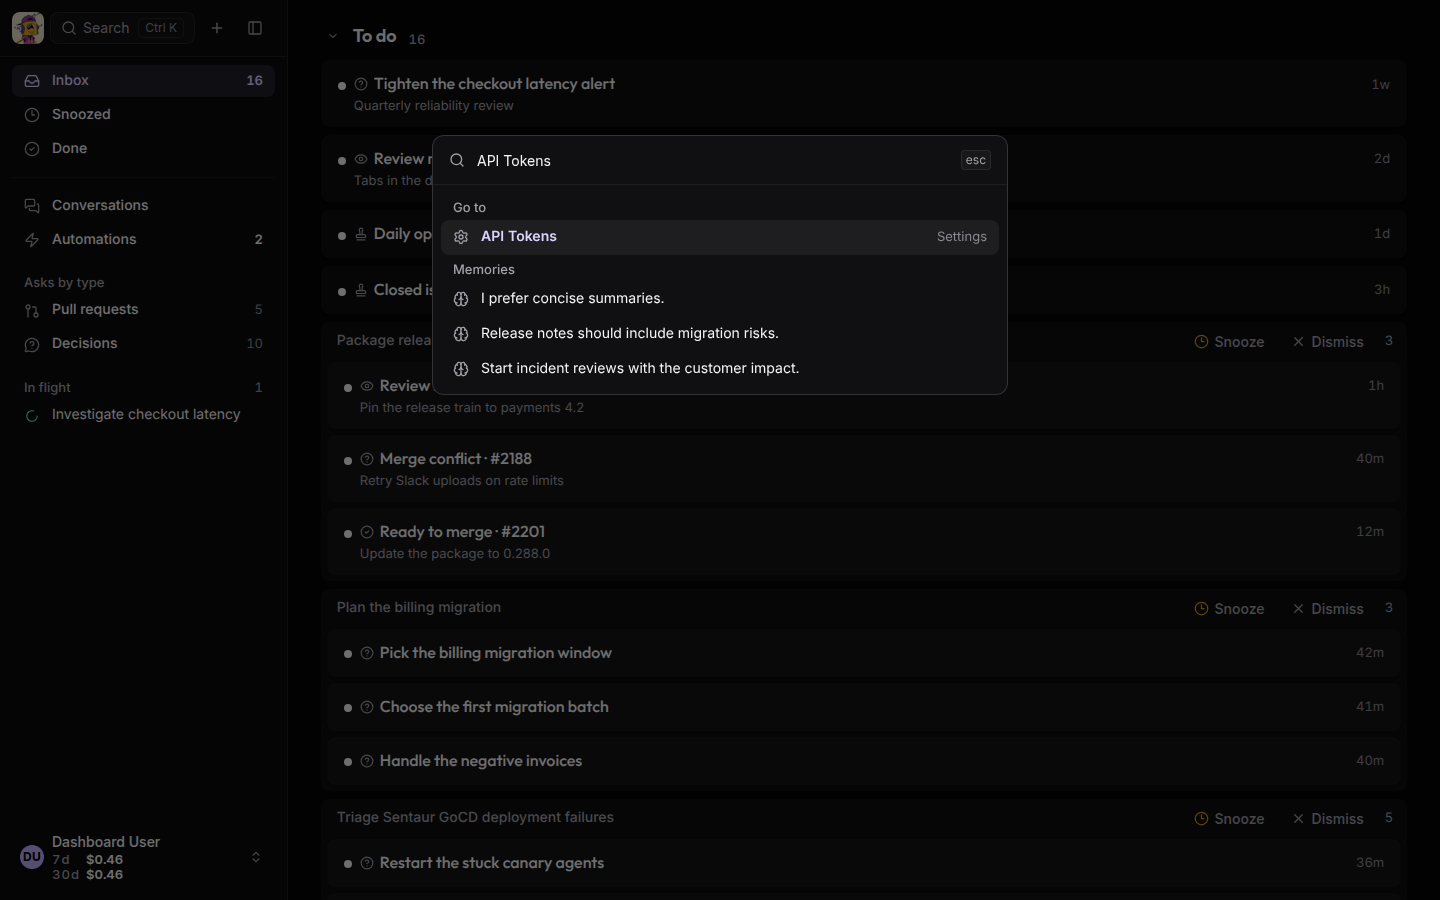 Search Ctrl K
Inbox 16
Snoozed
Done
Conversations
Automations 2
Asks by type
Pull requests 5
Decisions 10
In flight 1
Investigate checkout latency
DU Dashboard User
7d $0.46
30d $0.46
To do 16
Tighten the checkout latency alert 1w
Quarterly reliability review
Review 2d
Tabs in the
Daily 1d
Closed 3h
API Tokens esc
Go to
API Tokens Settings
Memories
I prefer concise summaries.
Release notes should include migration risks.
Start incident reviews with the customer impact.
Package Snooze Dismiss 3
Review 1h
Pin the release train to payments 4.2
Merge conflict · #2188 40m
Retry Slack uploads on rate limits
Ready to merge · #2201 12m
Update the package to 0.288.0
Plan the billing migration Snooze Dismiss 3
Pick the billing migration window 42m
Choose the first migration batch 41m
Handle the negative invoices 40m
Triage Sentaur GoCD deployment failures Snooze Dismiss 5
Restart the stuck canary agents 36m